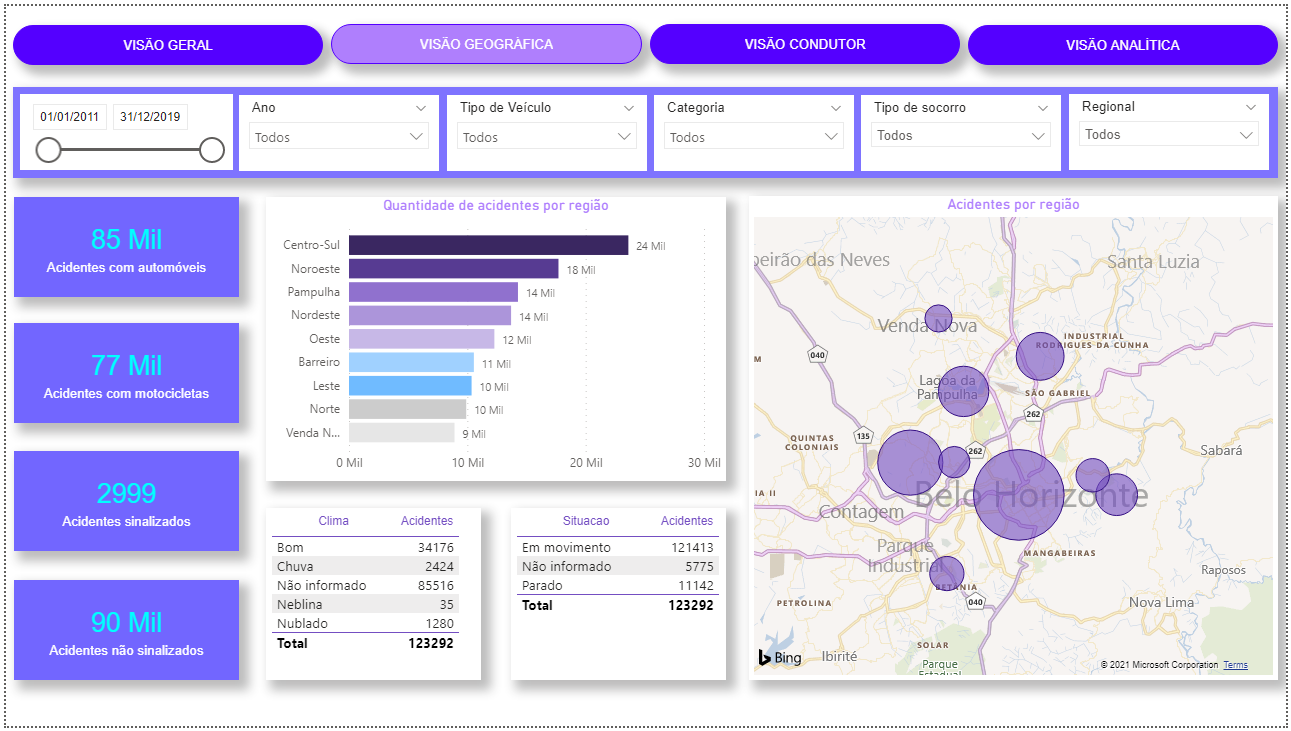 VISÃO GERAL
VISÃO GEOGRÁFICA
VISÃO CONDUTOR
VISÃO ANALÍTICA
01/01/2011 31/12/2019
Ano
Todos
Tipo de Veículo
Todos
Categoria
Todos
Tipo de socorro
Todos
Regional
Todos
85 Mil
Acidentes com automóveis
77 Mil
Acidentes com motocicletas
2999
Acidentes sinalizados
90 Mil
Acidentes não sinalizados
Quantidade de acidentes por região
Centro-Sul 24 Mil
Noroeste 18 Mil
Pampulha 14 Mil
Nordeste 14 Mil
Oeste 12 Mil
Barreiro 11 Mil
Leste 10 Mil
Norte 10 Mil
Venda N... 9 Mil
0 Mil 10 Mil 20 Mil 30 Mil
Clima Acidentes
Bom 34176
Chuva 2424
Não informado 85516
Neblina 35
Nublado 1280
Total 123292
Situacao Acidentes
Em movimento 121413
Não informado 5775
Parado 11142
Total 123292
Acidentes por região
beirão das Neves
Santa Luzia
Venda Nova
INDUSTRIAL
RODRIGUES DA CUNHA
M
040
Lagoa da
Pampulha
SÃO GABRIEL
262
135
QUINTAS
COLONIAIS
262
Sabará
IA II
Belo Horizonte
Contagem
Parque
Industrial
MANGABEIRAS
BETÂNIA
Raposos
040
PETROLINA
Nova Lima
SOLAR
Bing
Ibirité
Parque
Estadual
© 2021 Microsoft Corporation Terms